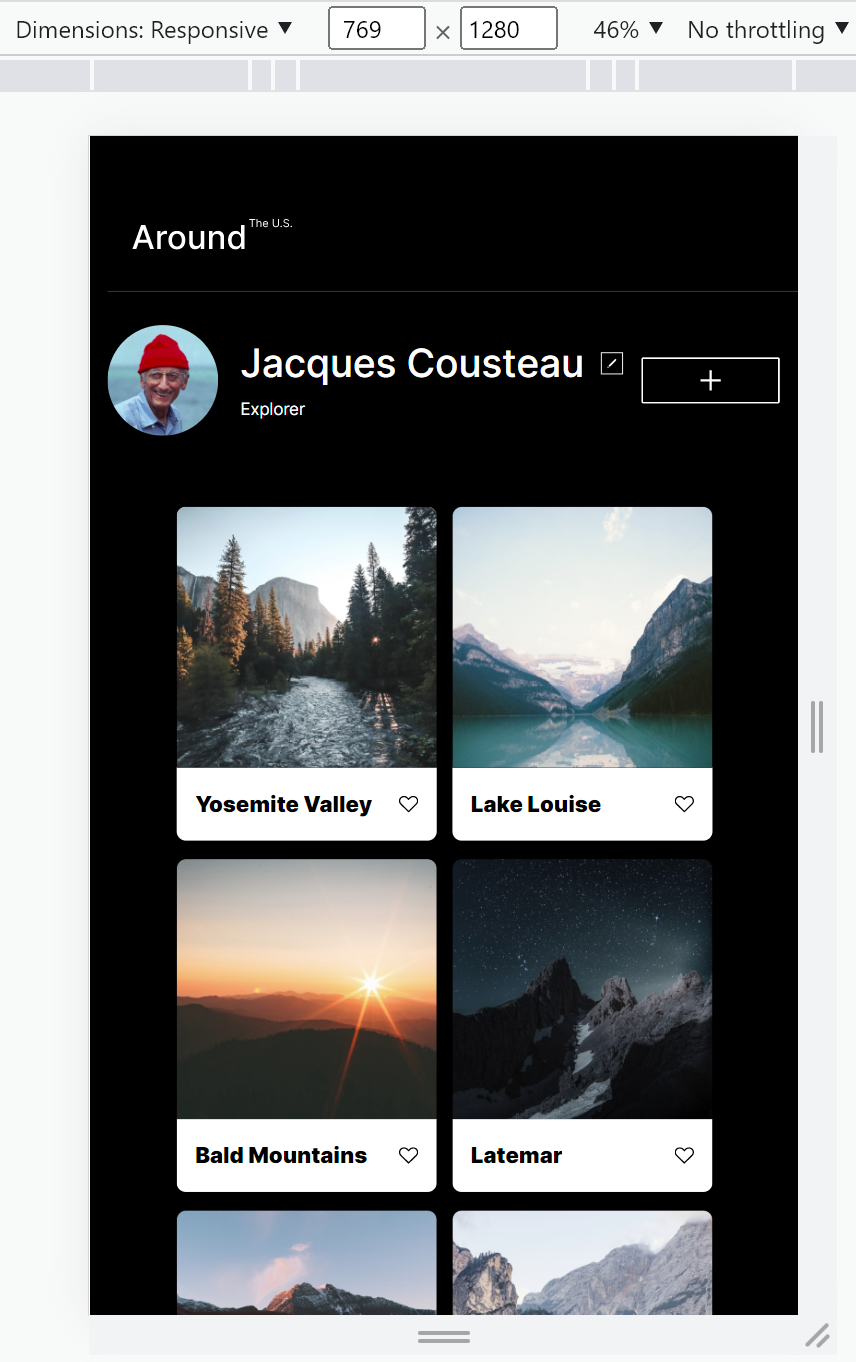 Dimensions: Responsive ▼ 769 × 1280 46% ▼ No throttling ▼
Around The U.S.
Jacques Cousteau
Explorer
Yosemite Valley
Lake Louise
Bald Mountains
Latemar